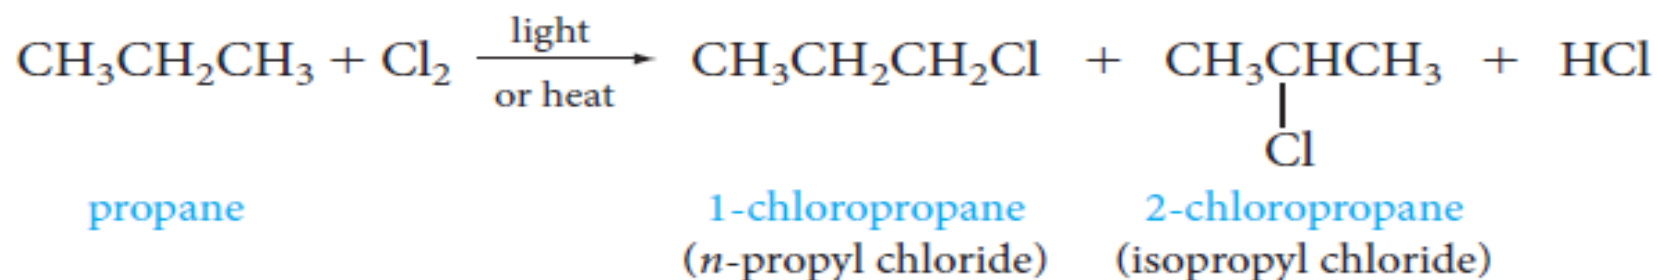 light
CH₃CH₂CH₃ + Cl₂ → CH₃CH₂CH₂Cl + CH₃CHCH₃ + HCl
or heat
Cl
propane 1-chloropropane 2-chloropropane
(n-propyl chloride) (isopropyl chloride)